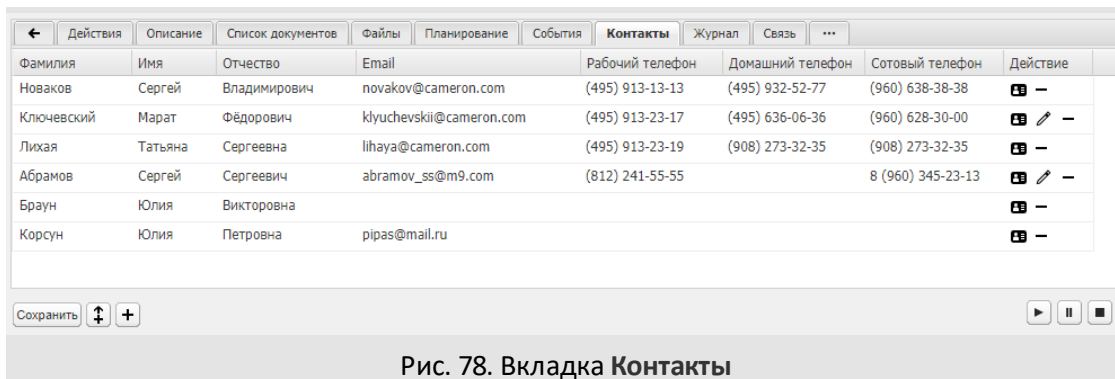 Действия Описание Список документов Файлы Планирование События Контакты Журнал Связь ...
Фамилия Имя Отчество Email Рабочий телефон Домашний телефон Сотовый телефон Действие
Новаков Сергей Владимирович novakov@cameron.com (495) 913-13-13 (495) 932-52-77 (960) 638-38-38
Ключевский Марат Фёдорович klyuchevskii@cameron.com (495) 913-23-17 (495) 636-06-36 (960) 628-30-00
Лихая Татьяна Сергеевна lihaya@cameron.com (495) 913-23-19 (908) 273-32-35 (908) 273-32-35
Абрамов Сергей Сергеевич abramov_ss@m9.com (812) 241-55-55 8 (960) 345-23-13
Браун Юлия Викторовна
Корсун Юлия Петровна pipas@mail.ru
Сохранить
Рис. 78. Вкладка Контакты